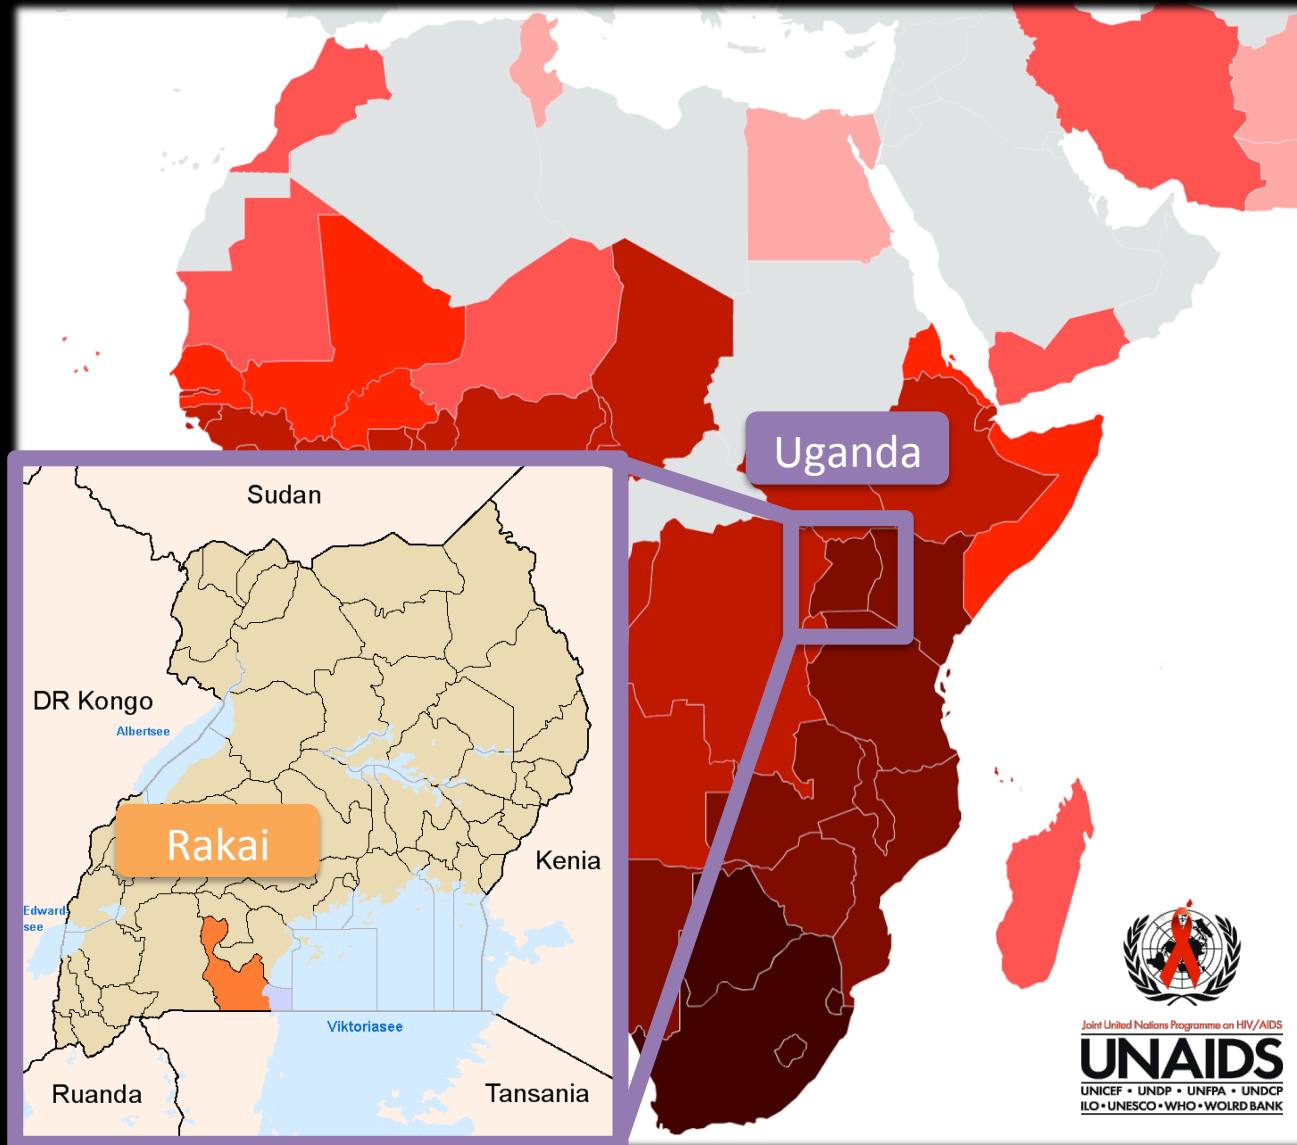 Uganda
Sudan
DR Kongo
Albertsee
Rakai
Kenia
Edward-
see
Viktoriasee
Ruanda
Tansania
Joint United Nations Programme on HIV/AIDS
UNAIDS
UNICEF • UNDP • UNFPA • UNDCP
ILO • UNESCO • WHO • WOLRD BANK